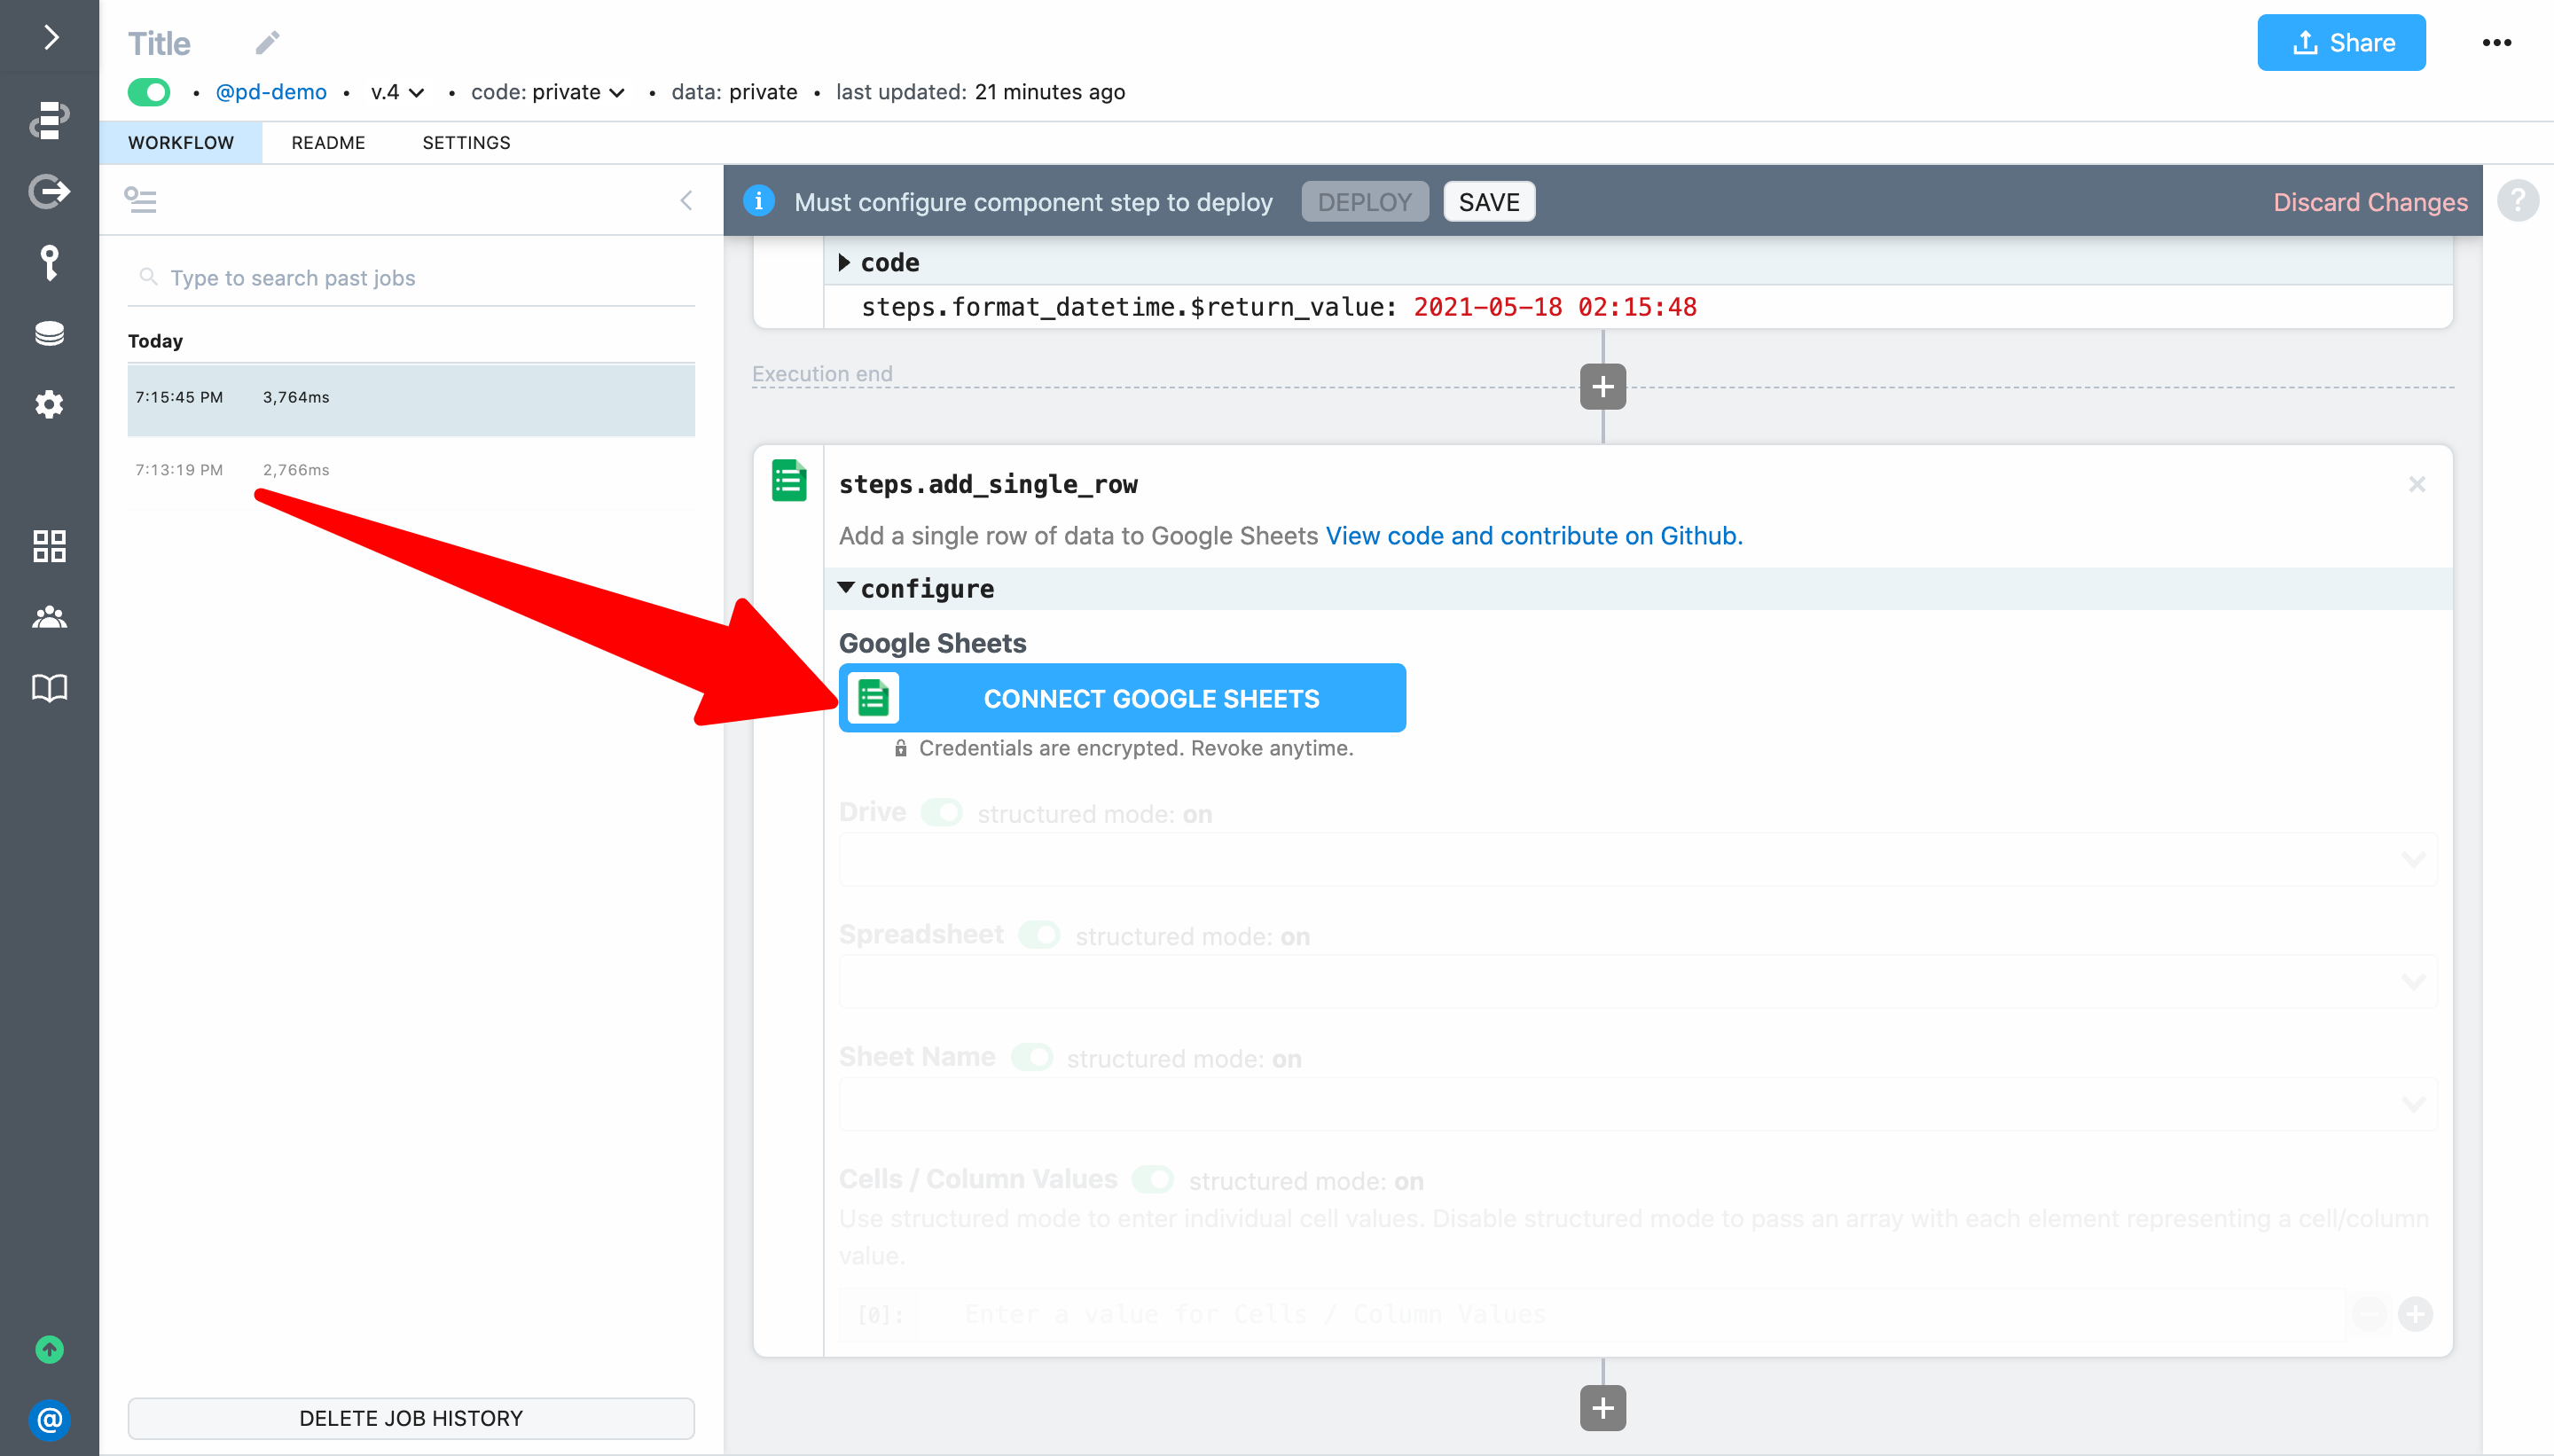 Title
Share
• @pd-demo • v.4 • code: private • data: private • last updated: 21 minutes ago
WORKFLOW README SETTINGS
Must configure component step to deploy DEPLOY SAVE Discard Changes ?
Type to search past jobs
Today
7:15:45 PM 3,764ms
7:13:19 PM 2,766ms
DELETE JOB HISTORY
code
steps.format_datetime.$return_value: 2021-05-18 02:15:48
Execution end
steps.add_single_row
Add a single row of data to Google Sheets View code and contribute on Github.
configure
Google Sheets
CONNECT GOOGLE SHEETS
Credentials are encrypted. Revoke anytime.
Drive structured mode: on
Spreadsheet structured mode: on
Sheet Name structured mode: on
Cells / Column Values structured mode: on
Use structured mode to enter individual cell values. Disable structured mode to pass an array with each element representing a cell/column
value.
[0]: Enter a value for Cells / Column Values